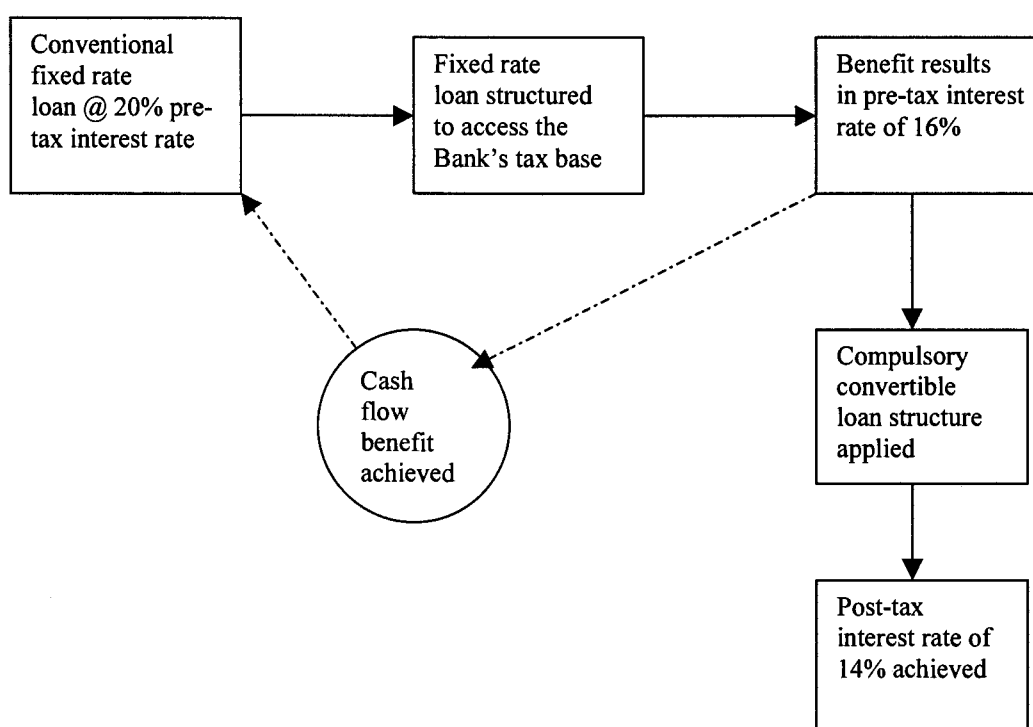 Conventional
fixed rate
loan @ 20% pre-
tax interest rate
Fixed rate
loan structured
to access the
Bank's tax base
Benefit results
in pre-tax interest
rate of 16%
Cash
flow
benefit
achieved
Compulsory
convertible
loan structure
applied
Post-tax
interest rate of
14% achieved